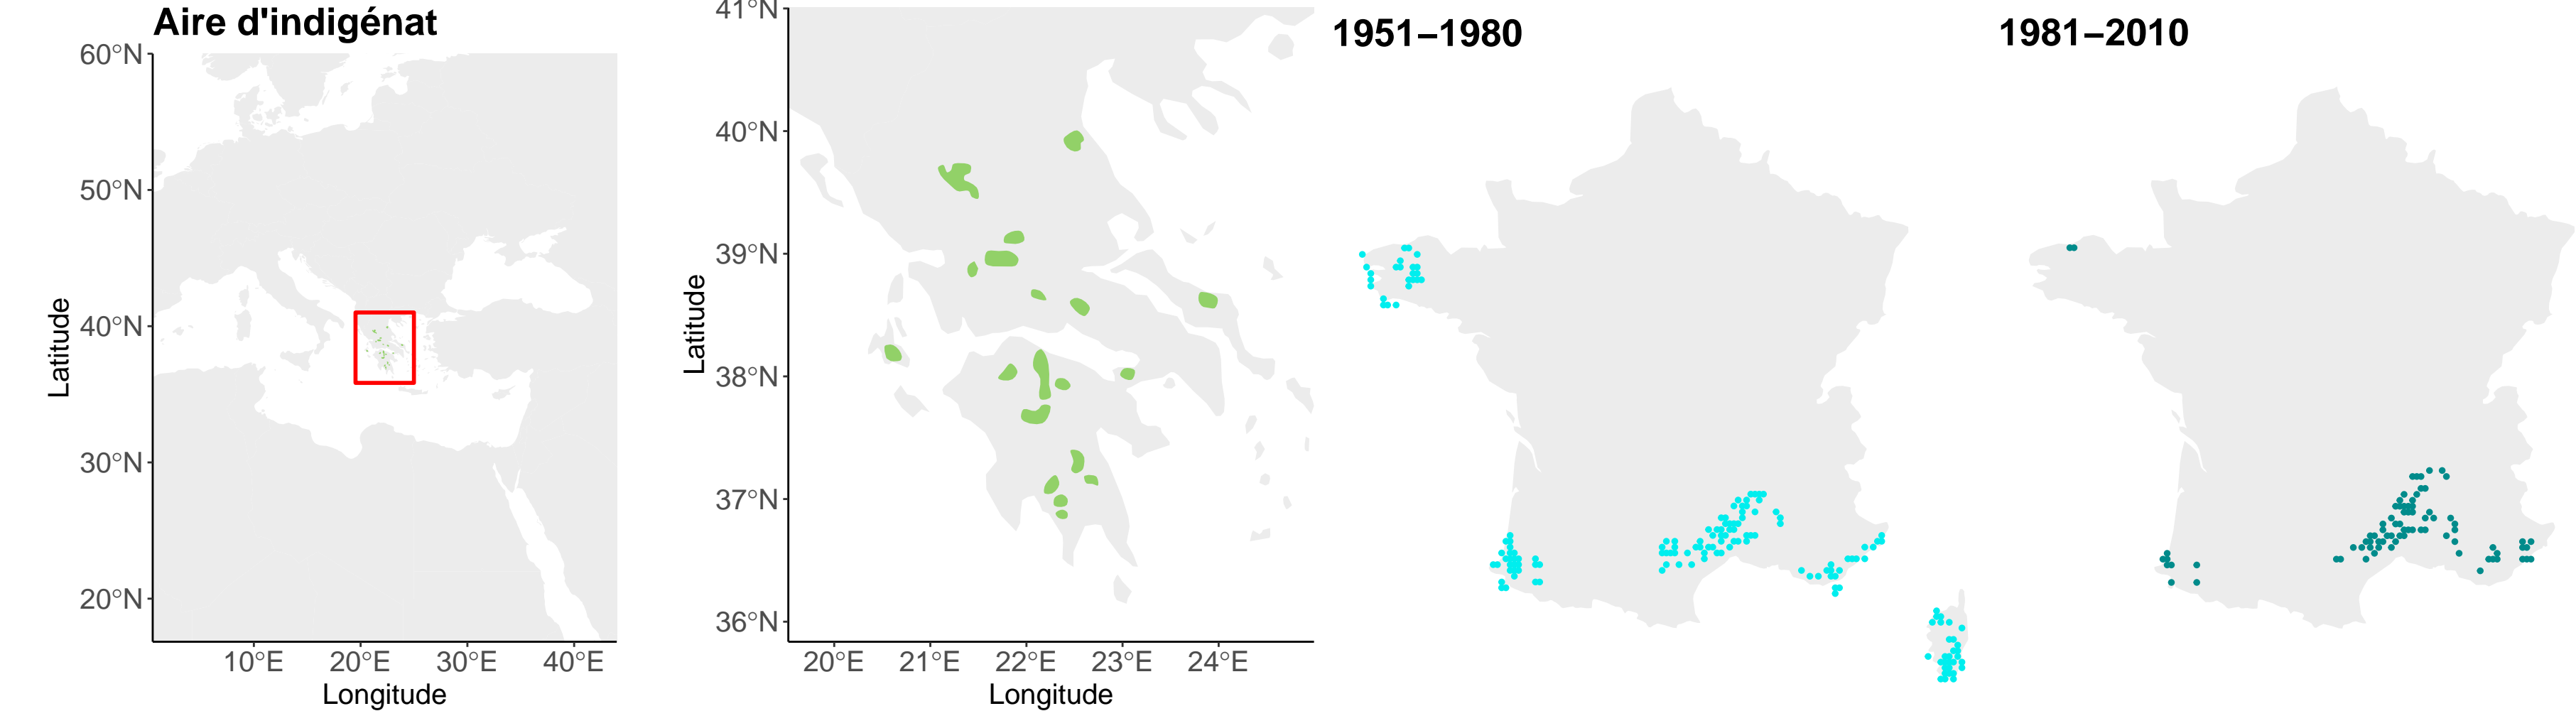 Aire d'indigénat
60°N
50°N
40°N
30°N
20°N
Latitude
10°E 20°E 30°E 40°E
Longitude
41°N
40°N
39°N
38°N
37°N
36°N
Latitude
20°E 21°E 22°E 23°E 24°E
Longitude
1951–1980
1981–2010